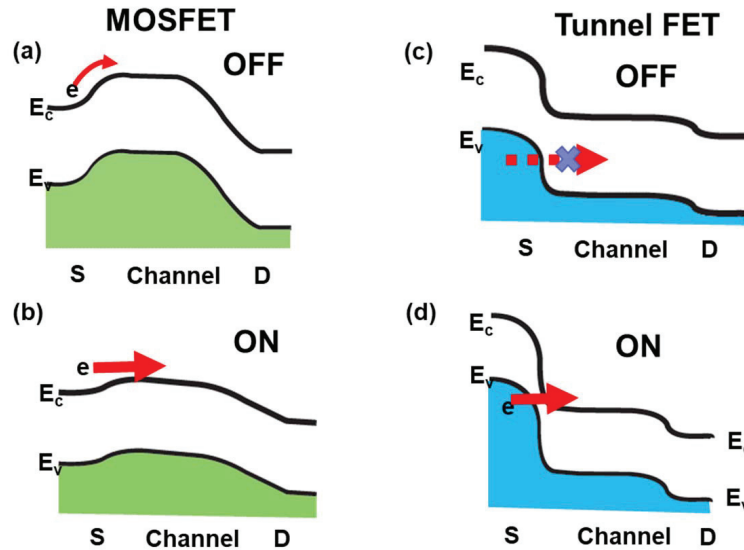 MOSFET
(a)
OFF
e
Ec
Ev
S Channel D
(b)
ON
e
Ec
Ev
S Channel D
Tunnel FET
(c)
OFF
Ec
Ev
S Channel D
(d)
ON
Ec
Ev
e
Ev
S Channel D